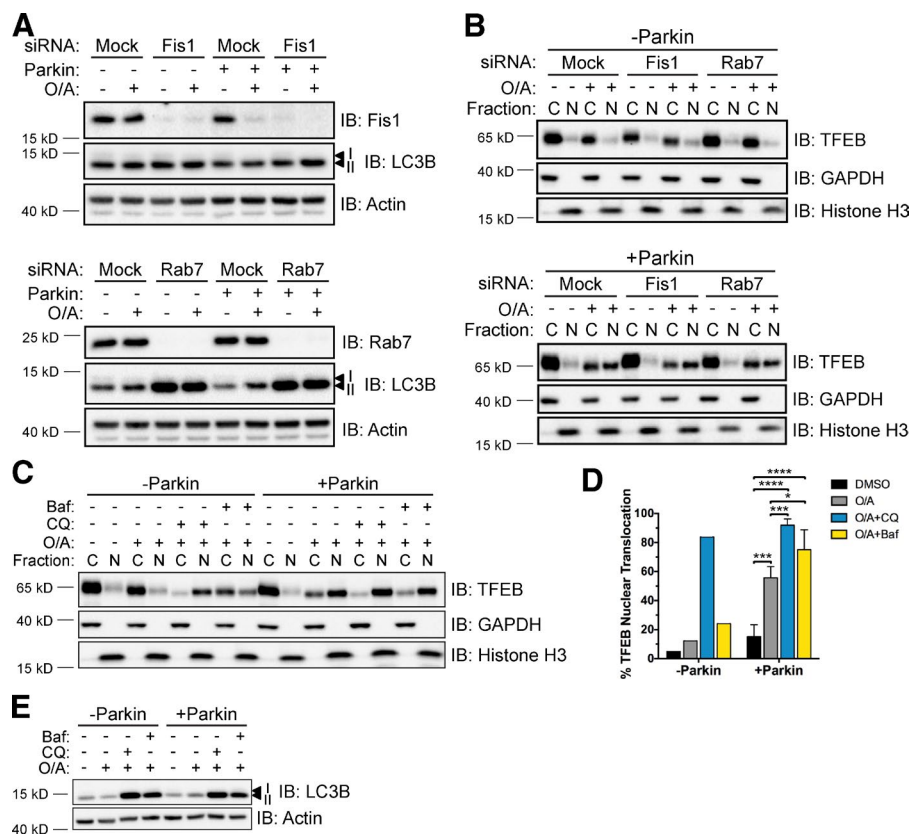 A
siRNA: Mock Fis1 Mock Fis1
Parkin: - - - - + + + +
O/A: - + - + - + - +
IB: Fis1
15 kD
15 kD
I
II
IB: LC3B
40 kD
IB: Actin
siRNA: Mock Rab7 Mock Rab7
Parkin: - - - - + + + +
O/A: - + - + - + - +
25 kD
IB: Rab7
15 kD
I
II
IB: LC3B
40 kD
IB: Actin
B
-Parkin
siRNA: Mock Fis1 Rab7
O/A: - - + + - - + + - - + +
Fraction: C N C N C N C N C N C N
65 kD
IB: TFEB
40 kD
IB: GAPDH
15 kD
IB: Histone H3
+Parkin
siRNA: Mock Fis1 Rab7
O/A: - - + + - - + + - - + +
Fraction: C N C N C N C N C N C N
65 kD
IB: TFEB
40 kD
IB: GAPDH
15 kD
IB: Histone H3
C
-Parkin +Parkin
Baf: - - - - - - + + - - - - - - + +
CQ: - - - - + + - - - - - - + + - -
O/A: - - + + + + + + - - + + + + + +
Fraction: C N C N C N C N C N C N C N C N
65 kD
IB: TFEB
40 kD
IB: GAPDH
15 kD
IB: Histone H3
D
DMSO
O/A
O/A+CQ
O/A+Baf
****
****
*
***
***
% TFEB Nuclear Translocation
100
80
60
40
20
0
-Parkin +Parkin
E
-Parkin +Parkin
Baf: - - - + - - - +
CQ: - - + - - - + -
O/A: - + + + - + + +
15 kD
I
II
IB: LC3B
40 kD
IB: Actin